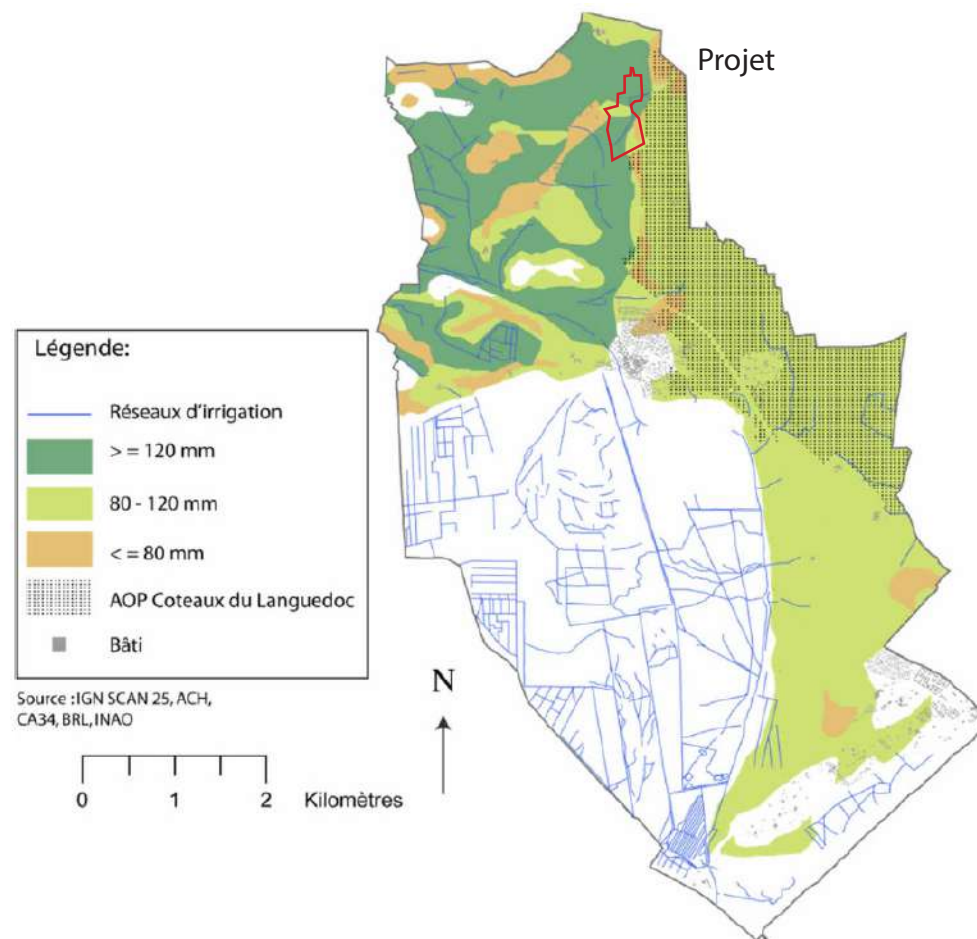 Projet
Légende:
Réseaux d'irrigation
> = 120 mm
80 - 120 mm
< = 80 mm
AOP Coteaux du Languedoc
Bâti
Source :IGN SCAN 25, ACH,
CA34, BRL, INAO
N
0 1 2 Kilomètres